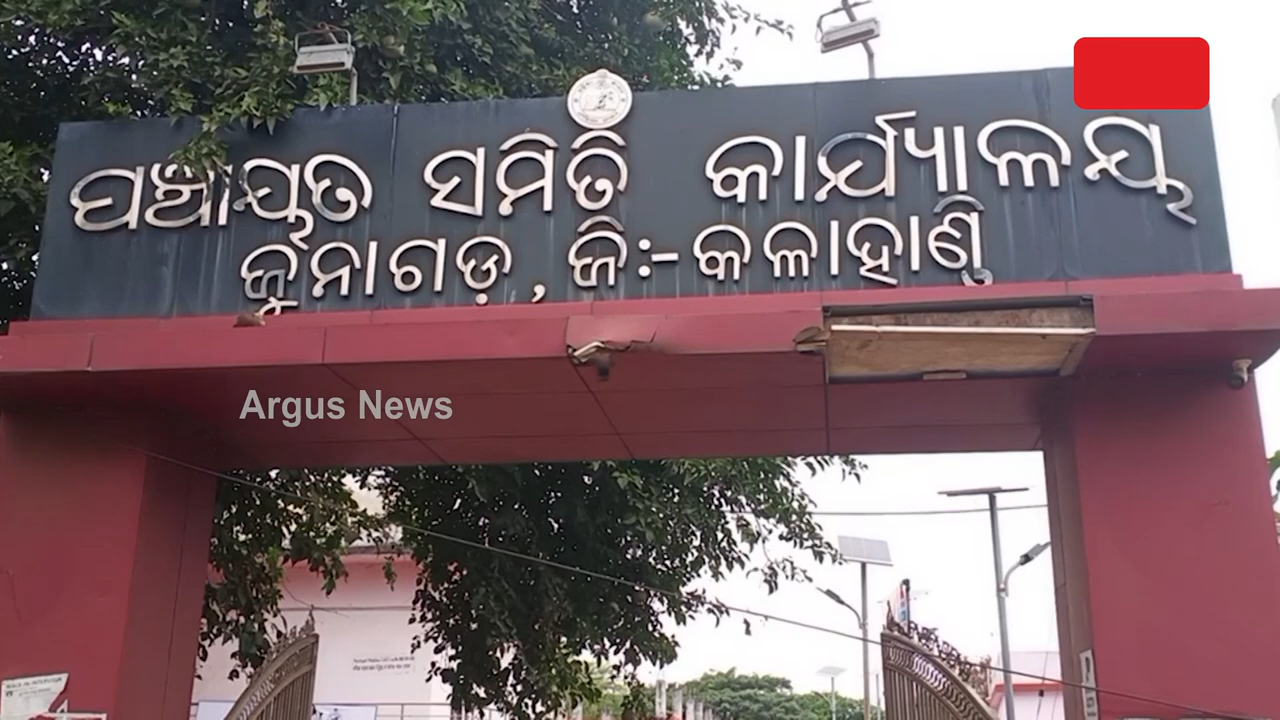 ପଞ୍ଚାୟତ ସମିତି କାର୍ଯ୍ୟାଳୟ
ଜୁନାଗଡ଼, ଜି:-କଳାହାଣ୍ଡି
Argus News